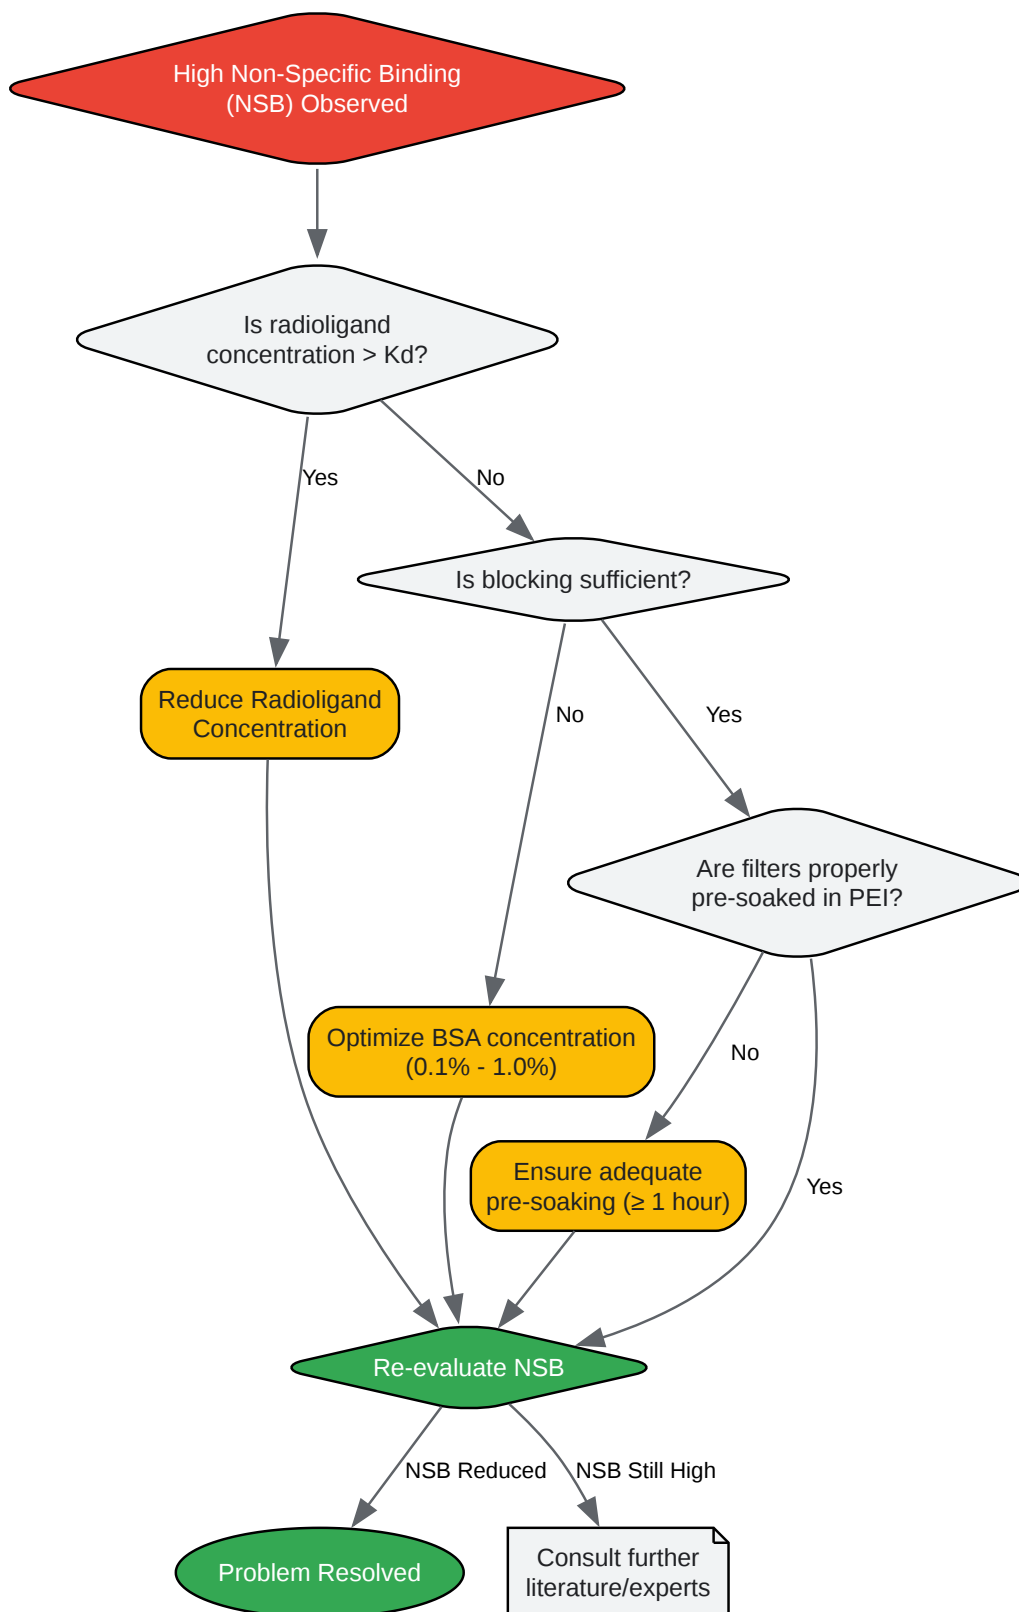 High Non-Specific Binding
(NSB) Observed
Is radioligand
concentration > Kd?
Yes
No
Is blocking sufficient?
Reduce Radioligand
Concentration
No
Yes
Are filters properly
pre-soaked in PEI?
Optimize BSA concentration
(0.1% - 1.0%)
No
Ensure adequate
pre-soaking (≥ 1 hour)
Yes
Re-evaluate NSB
NSB Reduced
NSB Still High
Problem Resolved
Consult further
literature/experts